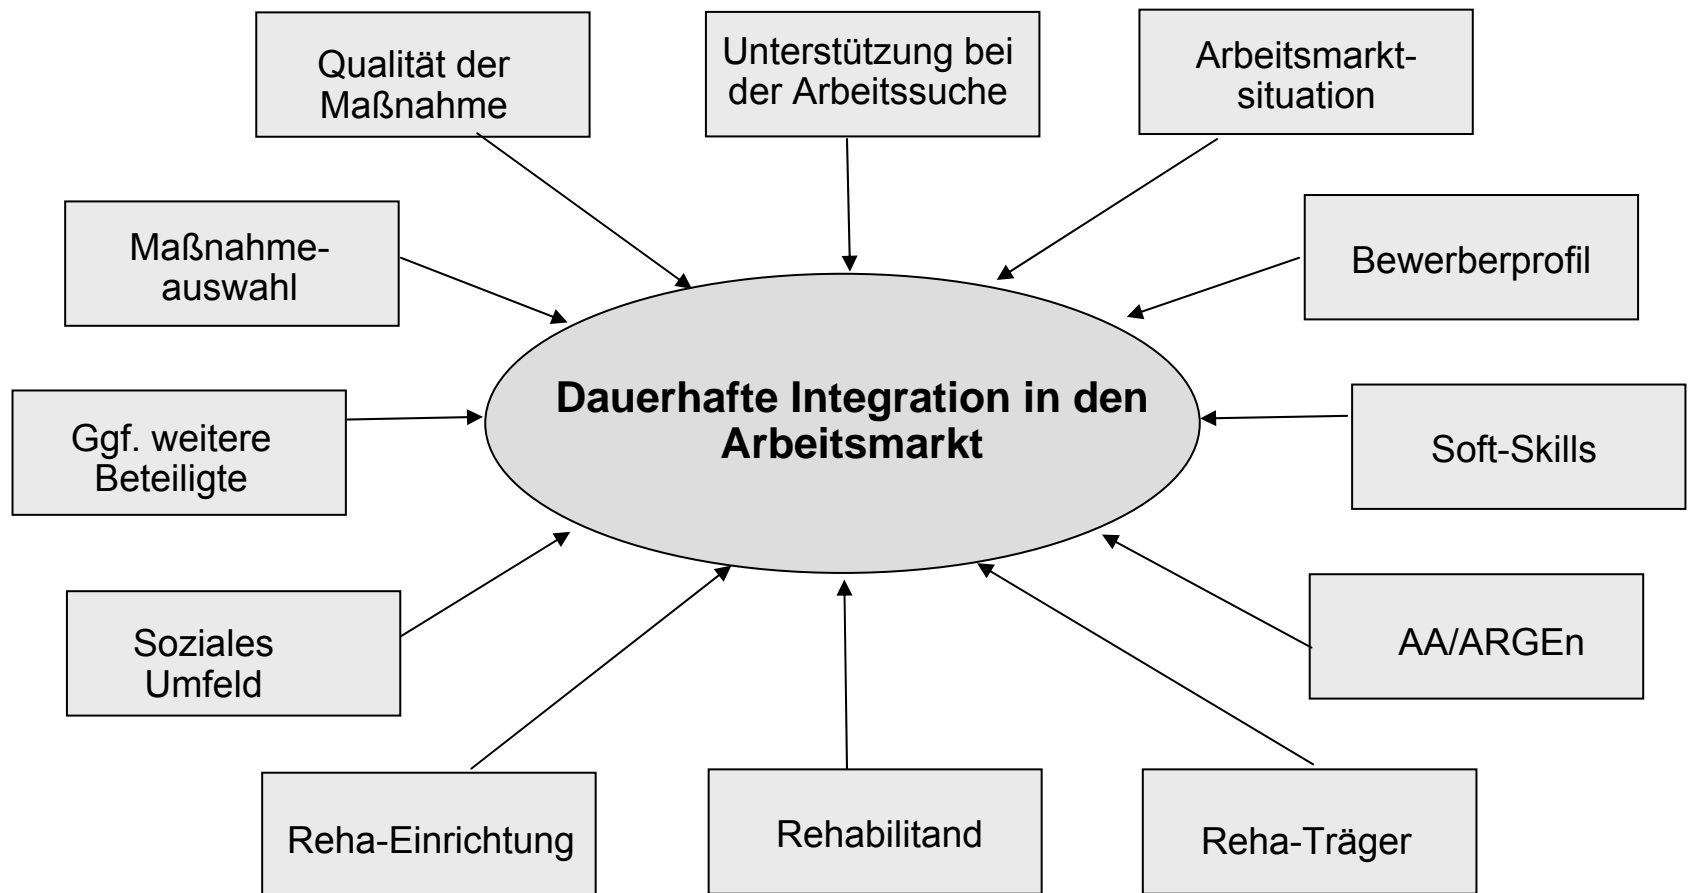 Qualität der
Maßnahme
Unterstützung bei
der Arbeitssuche
Arbeitsmarkt-
situation
Maßnahme-
auswahl
Bewerberprofil
Dauerhafte Integration in den
Arbeitsmarkt
Ggf. weitere
Beteiligte
Soft-Skills
Soziales
Umfeld
AA/ARGEn
Reha-Einrichtung
Rehabilitand
Reha-Träger